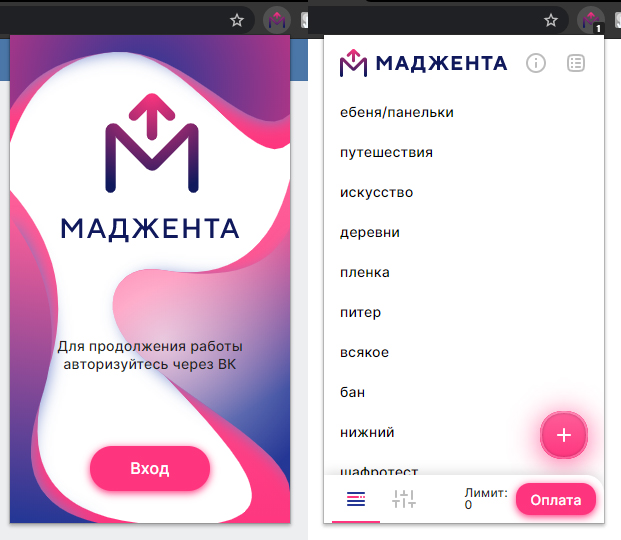 МАДЖЕНТА
Для продолжения работы
авторизуйтесь через ВК
Вход
1
МАДЖЕНТА
ебеня/панельки
путешествия
искусство
деревни
пленка
питер
всякое
бан
нижний
шафротест
Лимит:
0
Оплата